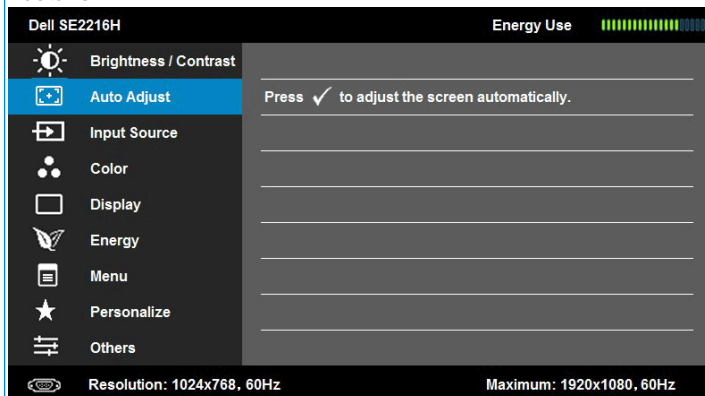 Dell SE2216H Energy Use
Brightness / Contrast
Auto Adjust Press ✓ to adjust the screen automatically.
Input Source
Color
Display
Energy
Menu
Personalize
Others
Resolution: 1024x768, 60Hz Maximum: 1920x1080, 60Hz